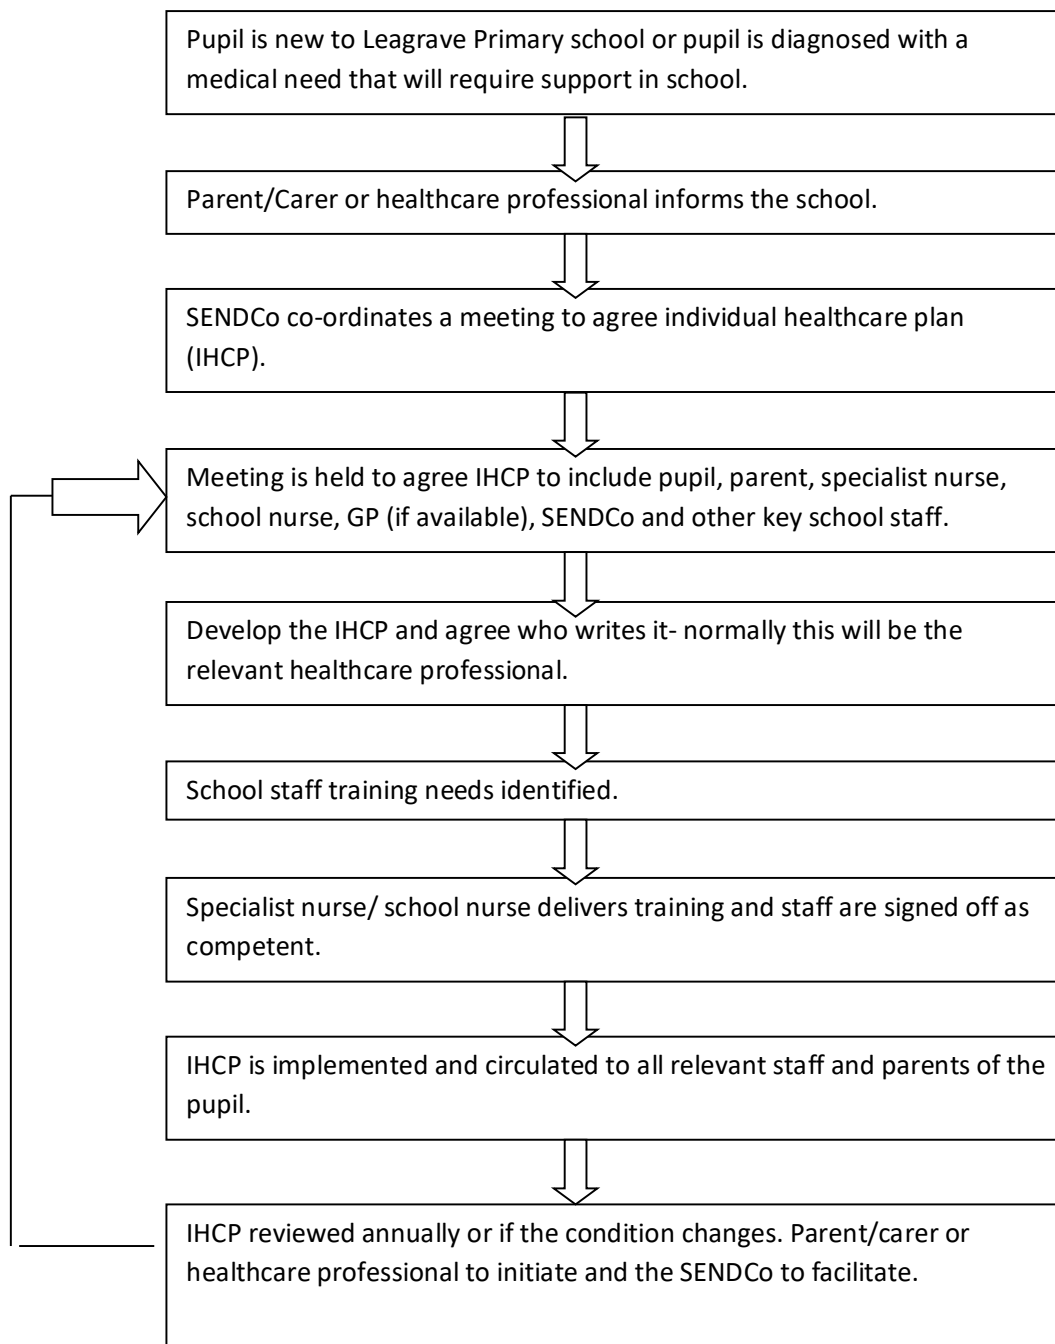 Pupil is new to Leagrave Primary school or pupil is diagnosed with a
medical need that will require support in school.
Parent/Carer or healthcare professional informs the school.
SENDCo co-ordinates a meeting to agree individual healthcare plan
(IHCP).
Meeting is held to agree IHCP to include pupil, parent, specialist nurse,
school nurse, GP (if available), SENDCo and other key school staff.
Develop the IHCP and agree who writes it- normally this will be the
relevant healthcare professional.
School staff training needs identified.
Specialist nurse/ school nurse delivers training and staff are signed off as
competent.
IHCP is implemented and circulated to all relevant staff and parents of the
pupil.
IHCP reviewed annually or if the condition changes. Parent/carer or
healthcare professional to initiate and the SENDCo to facilitate.